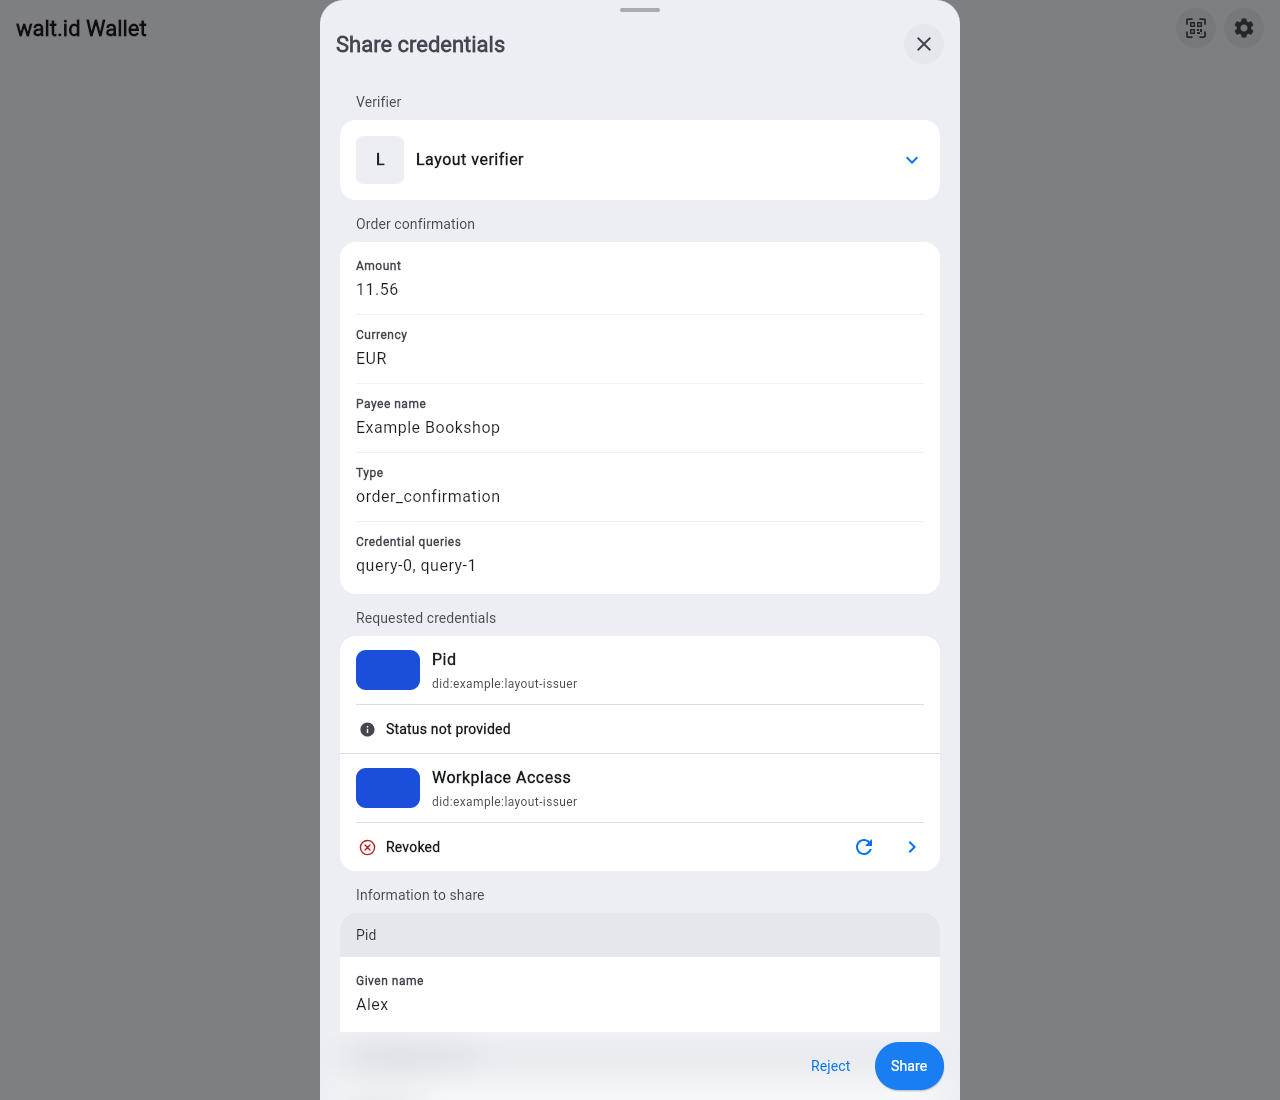 walt.id Wallet
Share credentials
Verifier
L
Layout verifier
Order confirmation
Amount
11.56
Currency
EUR
Payee name
Example Bookshop
Type
order_confirmation
Credential queries
query-0, query-1
Requested credentials
Pid
did:example:layout-issuer
Status not provided
Workplace Access
did:example:layout-issuer
Revoked
Information to share
Pid
Given name
Alex
Reject
Share